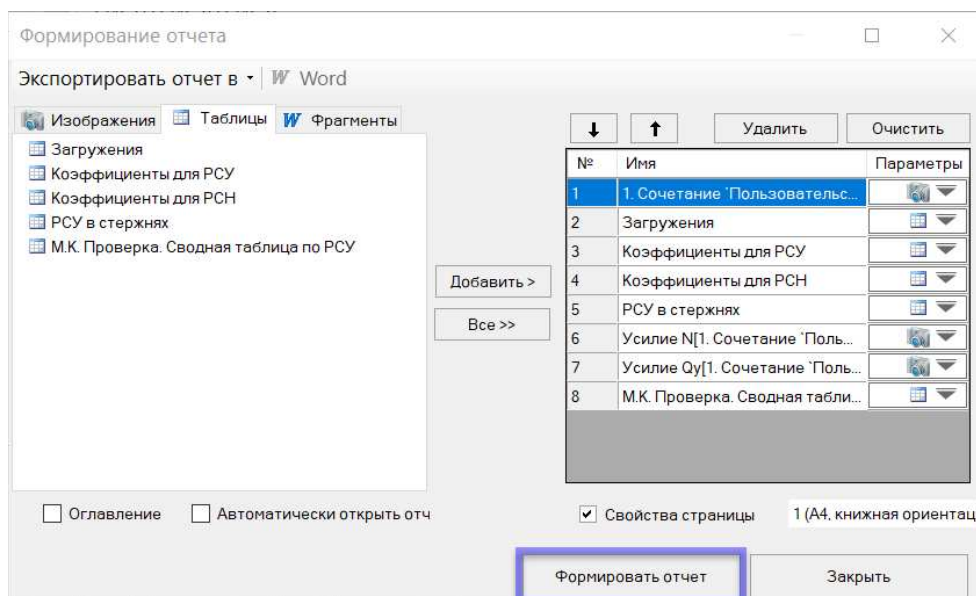 Формирование отчета
Экспортировать отчет в Word
Изображения Таблицы Фрагменты
Загружения
Коэффициенты для РСУ
Коэффициенты для РСН
РСУ в стержнях
М.К. Проверка. Сводная таблица по РСУ
Добавить >
Все >>
Удалить Очистить
№ Имя Параметры
1 1. Сочетание `Пользовательс...
2 Загружения
3 Коэффициенты для РСУ
4 Коэффициенты для РСН
5 РСУ в стержнях
6 Усилие N[1. Сочетание `Поль...
7 Усилие Qy[1. Сочетание `Поль...
8 М.К. Проверка. Сводная табли...
Оглавление Автоматически открыть отч
Свойства страницы 1 (А4, книжная ориентац
Формировать отчет Закрыть